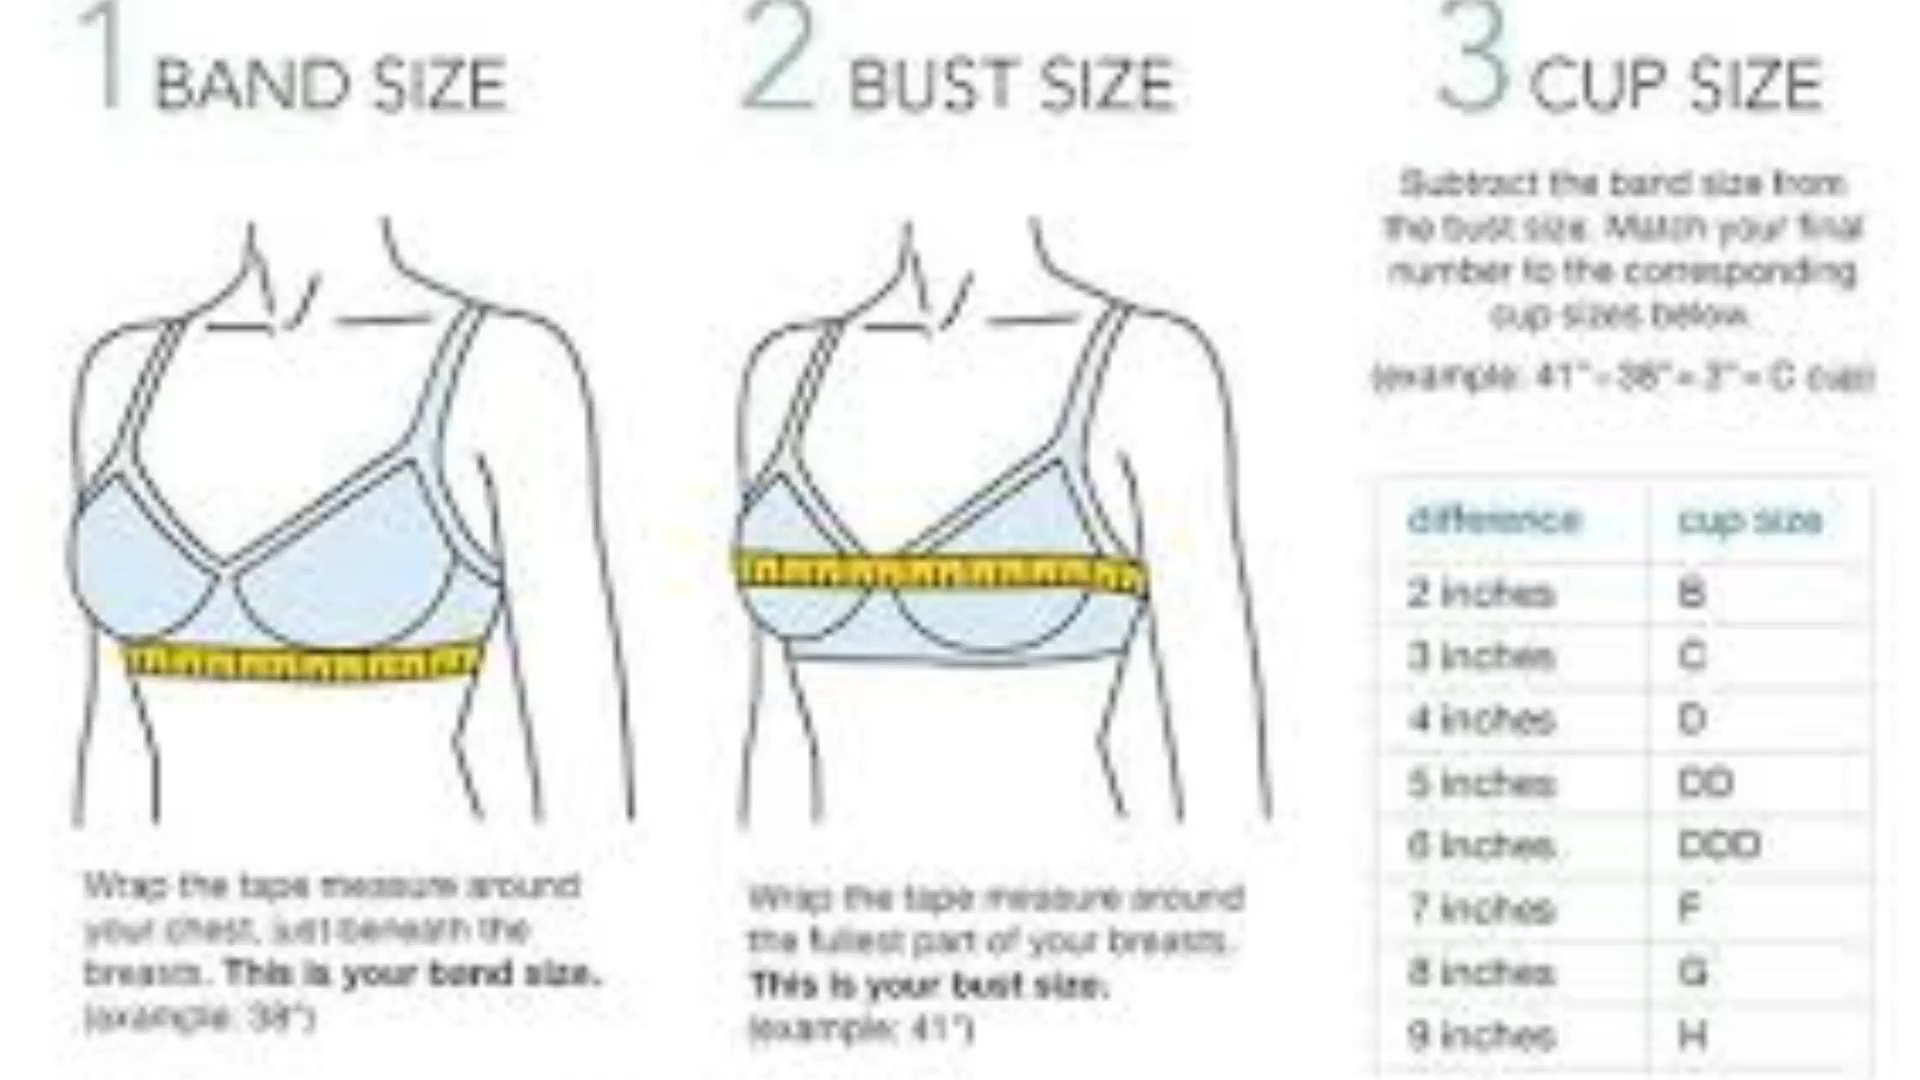 1 BAND SIZE
Wrap the tape measure around
your chest, just beneath the
breasts. This is your band size.
(example: 38")
2 BUST SIZE
Wrap the tape measure around
the fullest part of your breasts.
This is your bust size.
(example: 41")
3 CUP SIZE
Subtract the band size from
the bust size. Match your final
number to the corresponding
cup sizes below.
(example: 41" - 38" = 3" = C cup)
difference cup size
2 inches B
3 inches C
4 inches D
5 inches DD
6 inches DDD
7 inches F
8 inches G
9 inches H